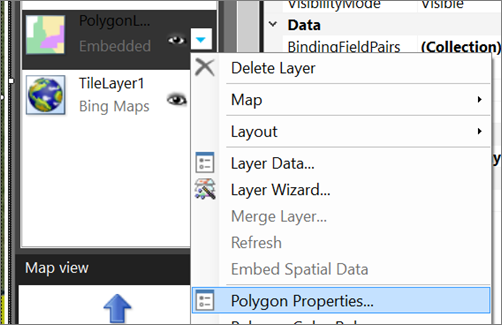 VisibilityMode Visible
PolygonL...
Embedded
Data
BindingFieldPairs (Collection)
TileLayer1
Bing Maps
Delete Layer
Map
Layout
Layer Data...
Layer Wizard...
Merge Layer...
Refresh
Embed Spatial Data
Polygon Properties...
Map view